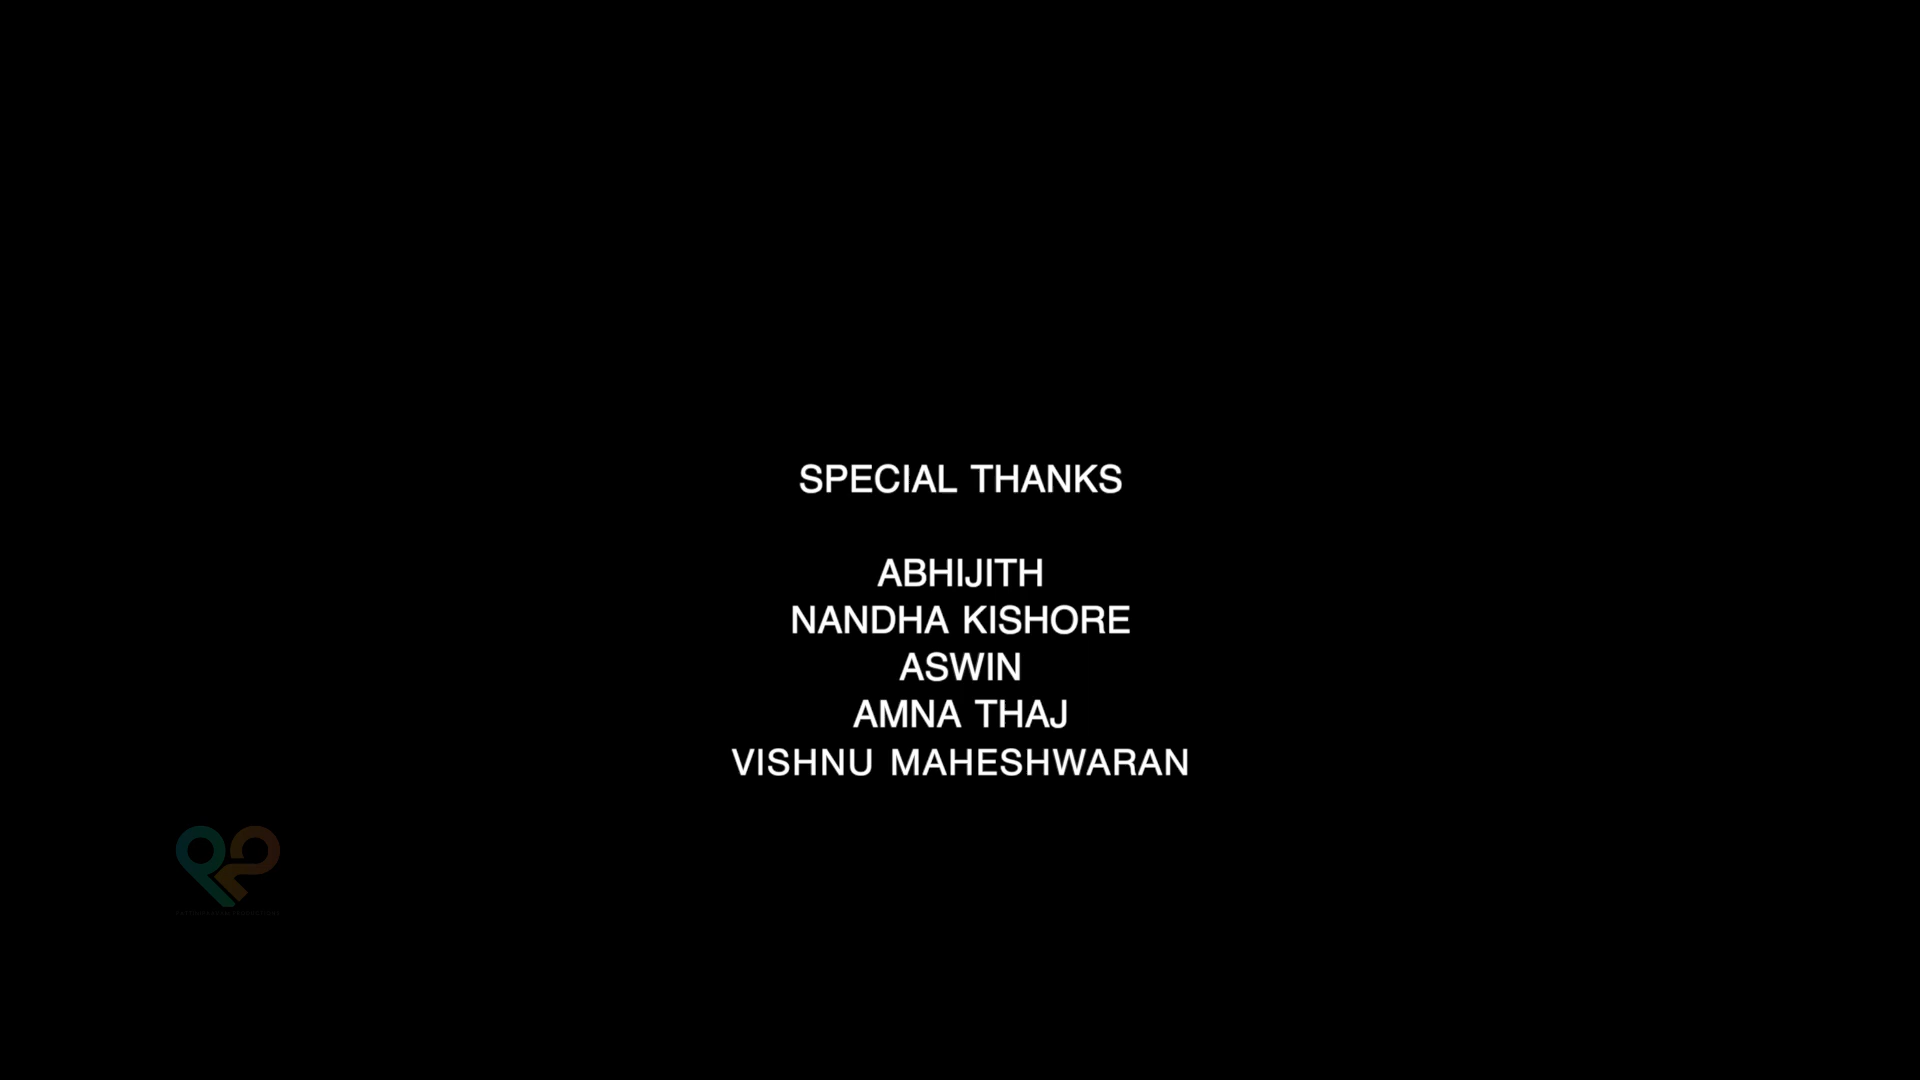 SPECIAL THANKS
ABHIJITH
NANDHA KISHORE
ASWIN
AMNA THAJ
VISHNU MAHESHWARAN